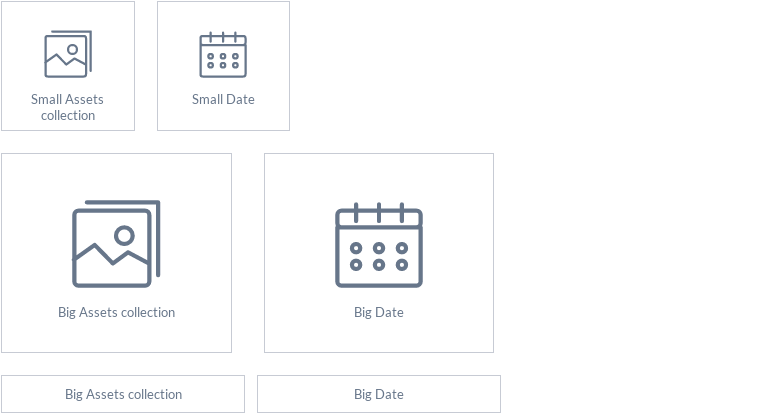 Small Assets
collection
Small Date
Big Assets collection
Big Date
Big Assets collection
Big Date